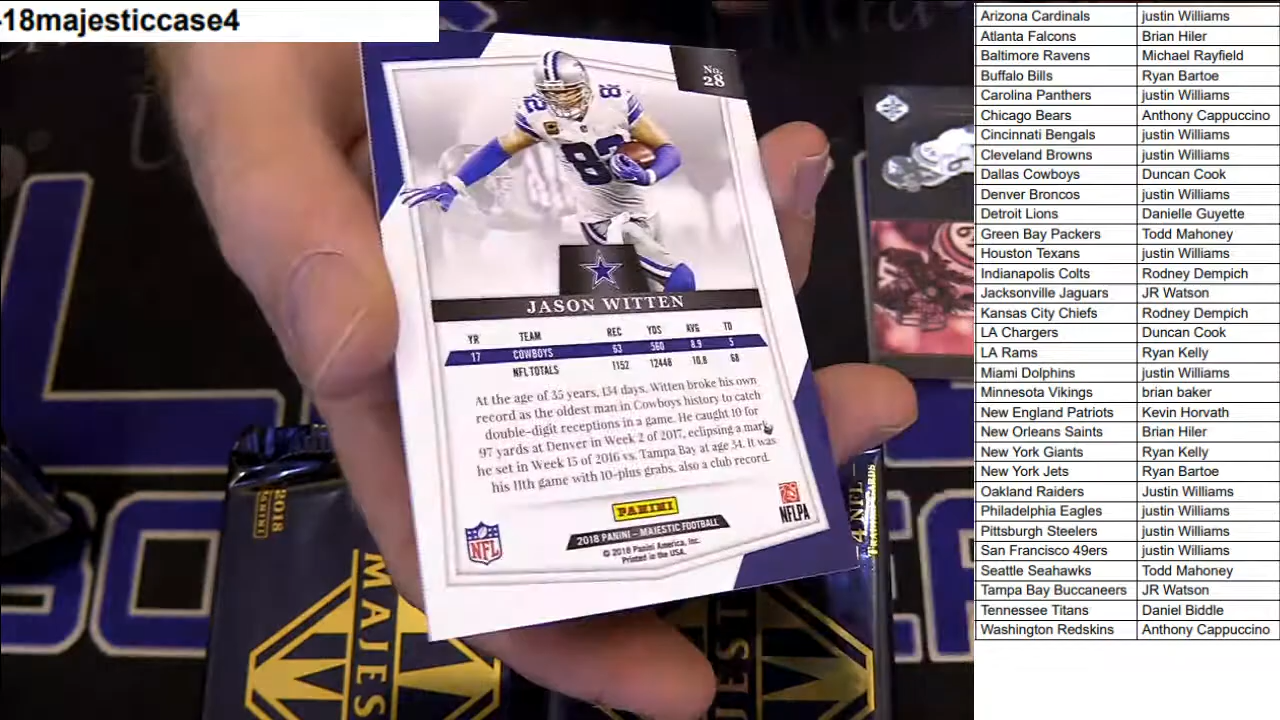 -18majesticcase4
No.
28
JASON WITTEN
YR TEAM REC YDS AVG TD
17 COWBOYS 63 560 8.9 5
NFL TOTALS 1152 12448 10.8 68
At the age of 35 years, 134 days, Witten broke his own
record as the oldest man in Cowboys history to catch
double-digit receptions in a game. He caught 10 for
97 yards at Denver in Week 2 of 2017, eclipsing a mark
he set in Week 15 of 2016 vs. Tampa Bay at age 34. It was
his 11th game with 10-plus grabs, also a club record.
PANINI
2018 PANINI – MAJESTIC FOOTBALL
© 2018 Panini America, Inc.
Printed in the USA.
NFL
NFLPA
82
2018
PANINI
MAJES
JEST
4 NFL
TRADING CARDS
Arizona Cardinals justin Williams
Atlanta Falcons Brian Hiler
Baltimore Ravens Michael Rayfield
Buffalo Bills Ryan Bartoe
Carolina Panthers justin Williams
Chicago Bears Anthony Cappuccino
Cincinnati Bengals justin Williams
Cleveland Browns justin Williams
Dallas Cowboys Duncan Cook
Denver Broncos justin Williams
Detroit Lions Danielle Guyette
Green Bay Packers Todd Mahoney
Houston Texans justin Williams
Indianapolis Colts Rodney Dempich
Jacksonville Jaguars JR Watson
Kansas City Chiefs Rodney Dempich
LA Chargers Duncan Cook
LA Rams Ryan Kelly
Miami Dolphins justin Williams
Minnesota Vikings brian baker
New England Patriots Kevin Horvath
New Orleans Saints Brian Hiler
New York Giants Ryan Kelly
New York Jets Ryan Bartoe
Oakland Raiders Justin Williams
Philadelphia Eagles justin Williams
Pittsburgh Steelers justin Williams
San Francisco 49ers justin Williams
Seattle Seahawks Todd Mahoney
Tampa Bay Buccaneers JR Watson
Tennessee Titans Daniel Biddle
Washington Redskins Anthony Cappuccino